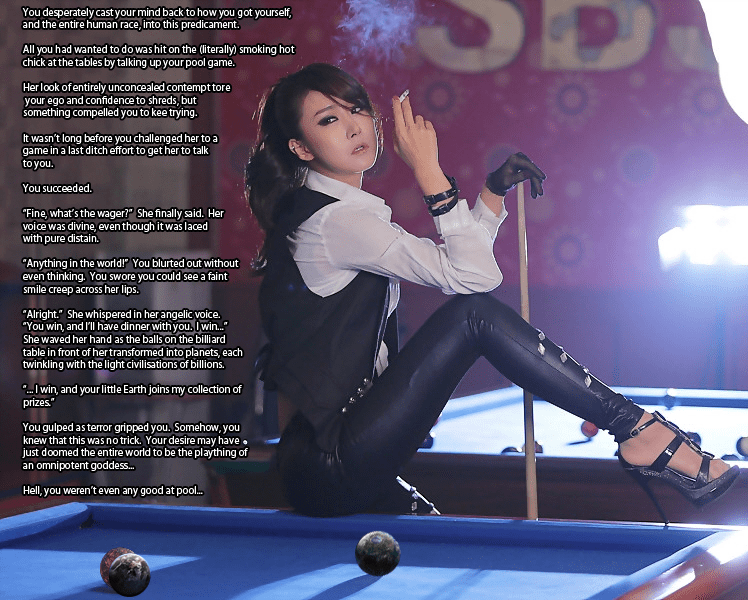 You desperately cast your mind back to how you got yourself,
and the entire human race, into this predicament.
All you had wanted to do was hit on the (literally) smoking hot
chick at the tables by talking up your pool game.
Her look of entirely unconcealed contempt tore
your ego and confidence to shreds, but
something compelled you to kee trying.
It wasn't long before you challenged her to a
game in a last ditch effort to get her to talk
to you.
You succeeded.
"Fine, what's the wager?" She finally said. Her
voice was divine, even though it was laced
with pure distain.
"Anything in the world!" You blurted out without
even thinking. You swore you could see a faint
smile creep across her lips.
"Alright." She whispered in her angelic voice.
"You win, and I'll have dinner with you. I win..."
She waved her hand as the balls on the billiard
table in front of her transformed into planets, each
twinkling with the light civilisations of billions.
"... I win, and your little Earth joins my collection of
prizes."
You gulped as terror gripped you. Somehow, you
knew that this was no trick. Your desire may have
just doomed the entire world to be the plaything of
an omnipotent goddess...
Hell, you weren't even any good at pool...
SBS